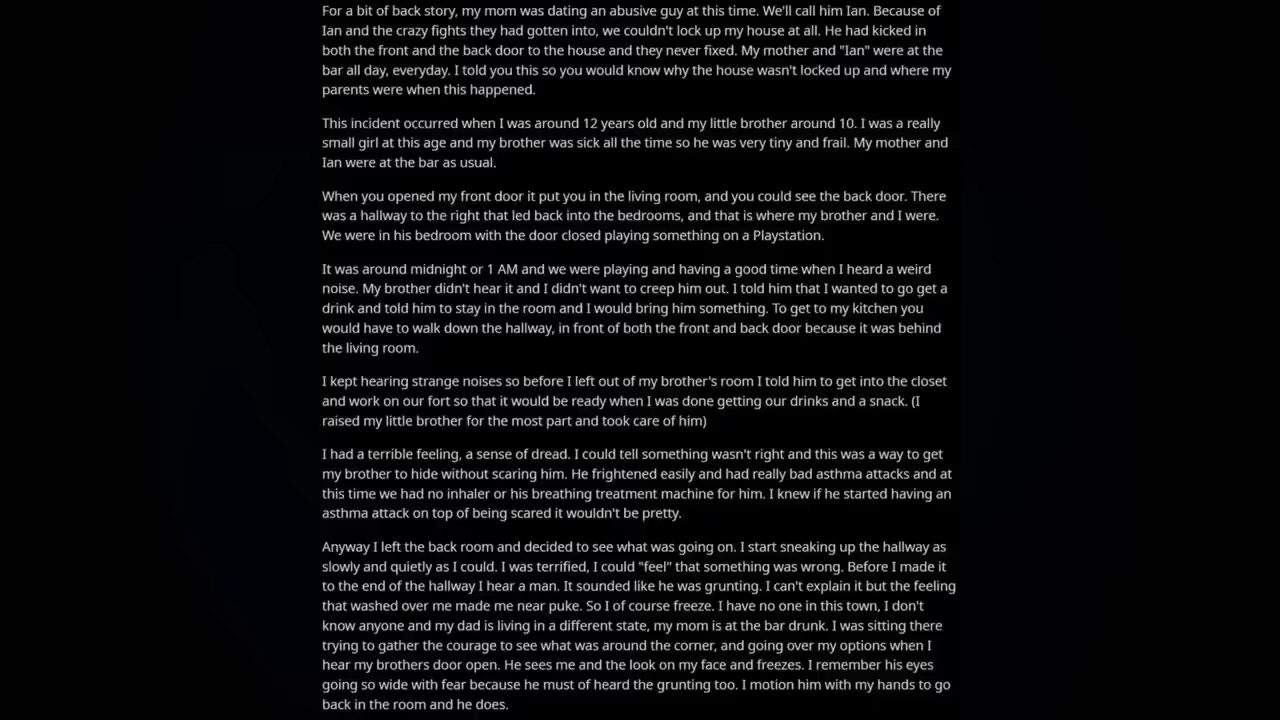 For a bit of back story, my mom was dating an abusive guy at this time. We'll call him Ian. Because of
Ian and the crazy fights they had gotten into, we couldn't lock up my house at all. He had kicked in
both the front and the back door to the house and they never fixed. My mother and "Ian" were at the
bar all day, everyday. I told you this so you would know why the house wasn't locked up and where my
parents were when this happened.
This incident occurred when I was around 12 years old and my little brother around 10. I was a really
small girl at this age and my brother was sick all the time so he was very tiny and frail. My mother and
Ian were at the bar as usual.
When you opened my front door it put you in the living room, and you could see the back door. There
was a hallway to the right that led back into the bedrooms, and that is where my brother and I were.
We were in his bedroom with the door closed playing something on a Playstation.
It was around midnight or 1 AM and we were playing and having a good time when I heard a weird
noise. My brother didn't hear it and I didn't want to creep him out. I told him that I wanted to go get a
drink and told him to stay in the room and I would bring him something. To get to my kitchen you
would have to walk down the hallway, in front of both the front and back door because it was behind
the living room.
I kept hearing strange noises so before I left out of my brother's room I told him to get into the closet
and work on our fort so that it would be ready when I was done getting our drinks and a snack. (I
raised my little brother for the most part and took care of him)
I had a terrible feeling, a sense of dread. I could tell something wasn't right and this was a way to get
my brother to hide without scaring him. He frightened easily and had really bad asthma attacks and at
this time we had no inhaler or his breathing treatment machine for him. I knew if he started having an
asthma attack on top of being scared it wouldn't be pretty.
Anyway I left the back room and decided to see what was going on. I start sneaking up the hallway as
slowly and quietly as I could. I was terrified, I could "feel" that something was wrong. Before I made it
to the end of the hallway I hear a man. It sounded like he was grunting. I can't explain it but the feeling
that washed over me made me near puke. So I of course freeze. I have no one in this town, I don't
know anyone and my dad is living in a different state, my mom is at the bar drunk. I was sitting there
trying to gather the courage to see what was around the corner, and going over my options when I
hear my brothers door open. He sees me and the look on my face and freezes. I remember his eyes
going so wide with fear because he must of heard the grunting too. I motion him with my hands to go
back in the room and he does.